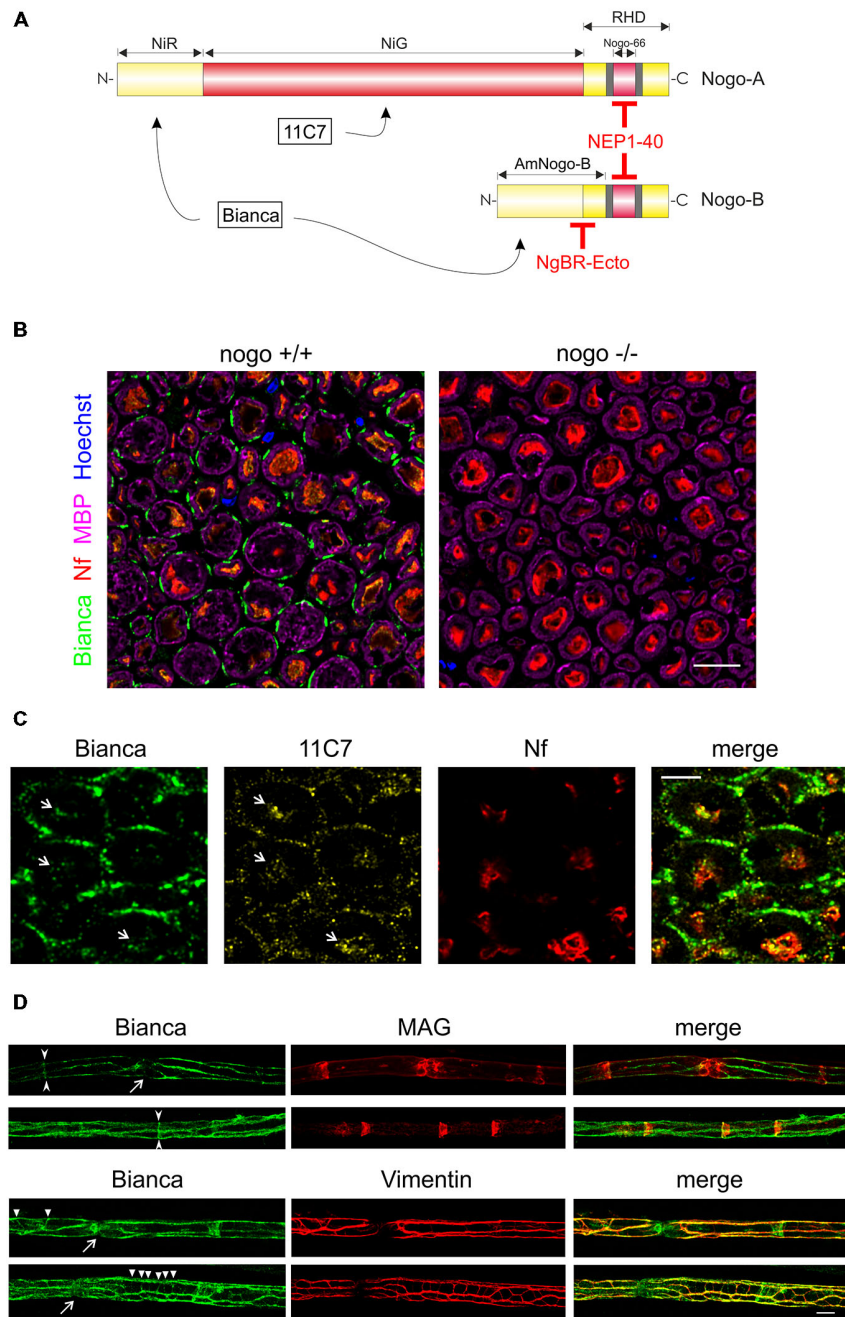 A
RHD
NiR
NiG
Nogo-66
N-
-C
Nogo-A
11C7
NEP1-40
AmNogo-B
N-
-C
Nogo-B
Bianca
NgBR-Ecto
B
nogo +/+
nogo -/-
Bianca Nf MBP Hoechst
C
Bianca
11C7
Nf
merge
D
Bianca
MAG
merge
Bianca
Vimentin
merge